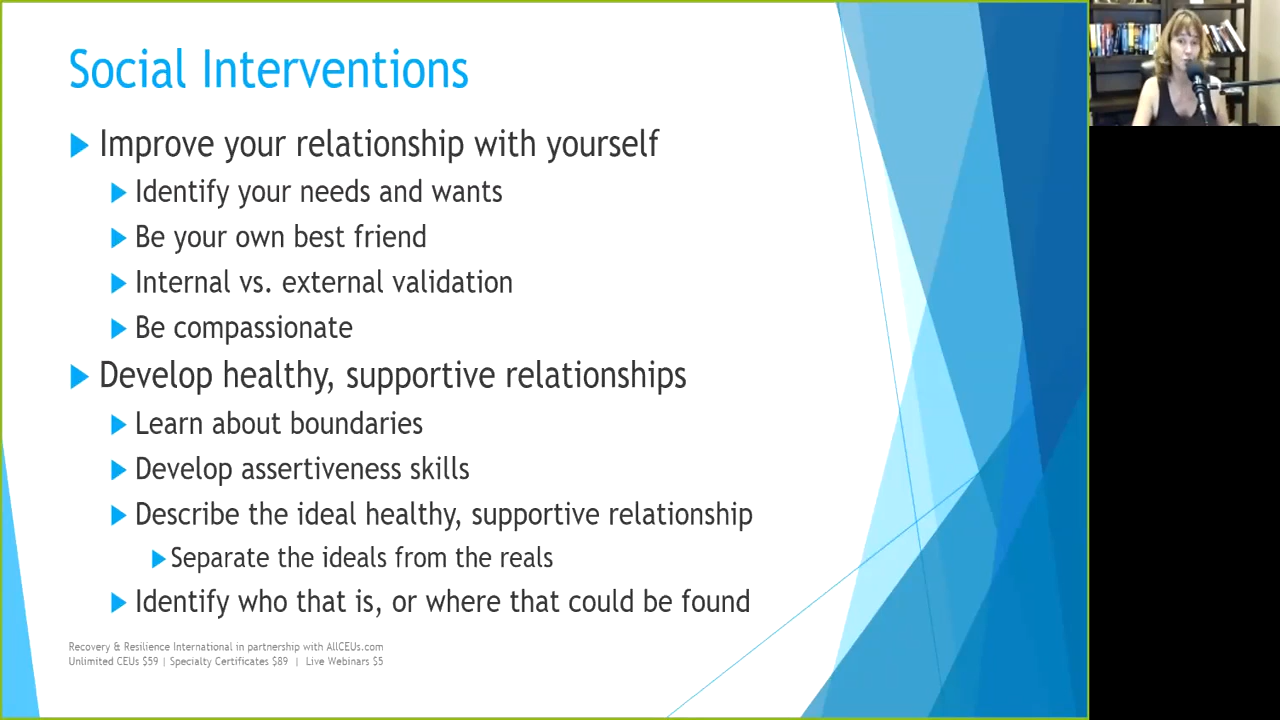 Social Interventions
Improve your relationship with yourself
Identify your needs and wants
Be your own best friend
Internal vs. external validation
Be compassionate
Develop healthy, supportive relationships
Learn about boundaries
Develop assertiveness skills
Describe the ideal healthy, supportive relationship
Separate the ideals from the reals
Identify who that is, or where that could be found
Recovery & Resilience International in partnership with AllCEUs.com
Unlimited CEUs $59 | Specialty Certificates $89 | Live Webinars $5